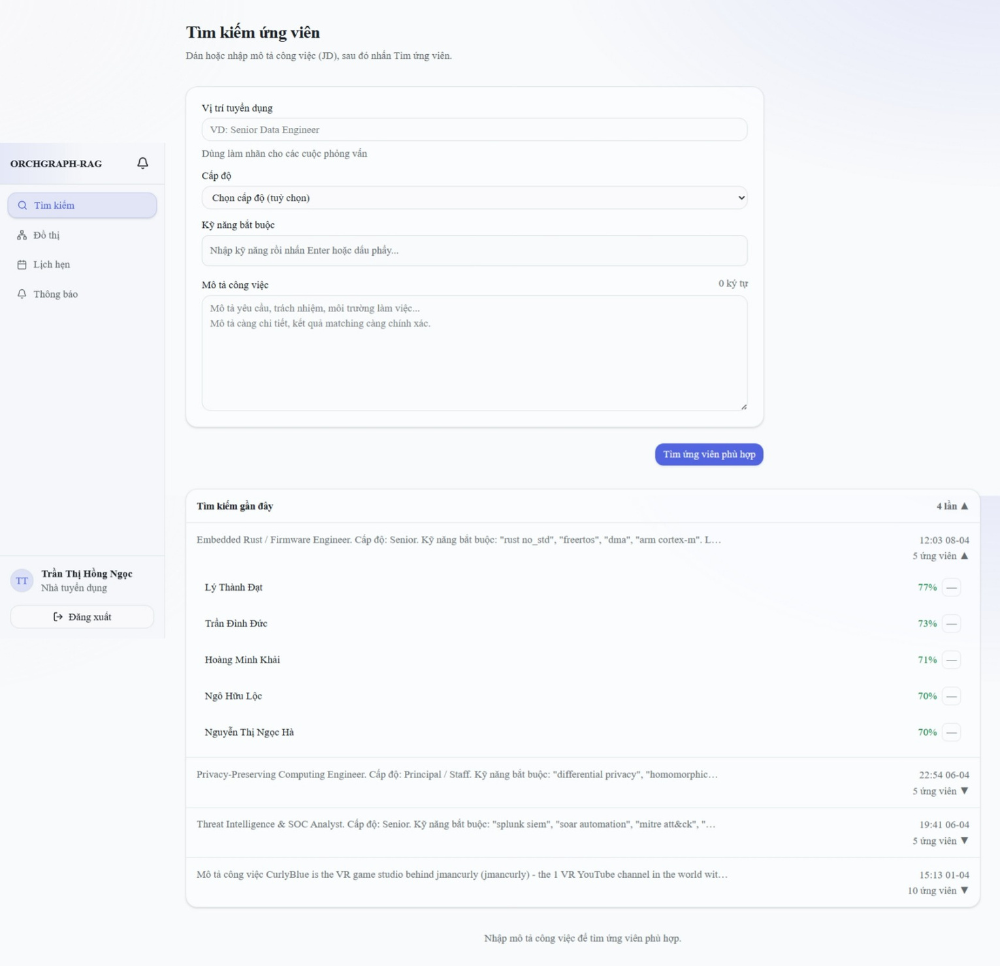 Tìm kiếm ứng viên
Dán hoặc nhập mô tả công việc (JD), sau đó nhấn Tìm ứng viên.
ORCHGRAPH-RAG
Tìm kiếm
Đồ thị
Lịch hẹn
Thông báo
Trần Thị Hồng Ngọc
TT
Nhà tuyển dụng
Đăng xuất
Vị trí tuyển dụng
VD: Senior Data Engineer
Dùng làm nhãn cho các cuộc phỏng vấn
Cấp độ
Chọn cấp độ (tuỳ chọn)
Kỹ năng bắt buộc
Nhập kỹ năng rồi nhấn Enter hoặc dấu phẩy...
Mô tả công việc 0 ký tự
Mô tả yêu cầu, trách nhiệm, môi trường làm việc...
Mô tả càng chi tiết, kết quả matching càng chính xác.
Tìm ứng viên phù hợp
Tìm kiếm gần đây 4 lần ▲
Embedded Rust / Firmware Engineer. Cấp độ: Senior. Kỹ năng bắt buộc: "rust no_std", "freertos", "dma", "arm cortex-m". L… 12:03 08-04
5 ứng viên ▲
Lý Thành Đạt 77% —
Trần Đình Đức 73% —
Hoàng Minh Khải 71% —
Ngô Hữu Lộc 70% —
Nguyễn Thị Ngọc Hà 70% —
Privacy-Preserving Computing Engineer. Cấp độ: Principal / Staff. Kỹ năng bắt buộc: "differential privacy", "homomorphic… 22:54 06-04
5 ứng viên ▼
Threat Intelligence & SOC Analyst. Cấp độ: Senior. Kỹ năng bắt buộc: "splunk siem", "soar automation", "mitre att&ck", "… 19:41 06-04
5 ứng viên ▼
Mô tả công việc CurlyBlue is the VR game studio behind jmancurly (jmancurly) - the 1 VR YouTube channel in the world wit… 15:13 01-04
10 ứng viên ▼
Nhập mô tả công việc để tìm ứng viên phù hợp.